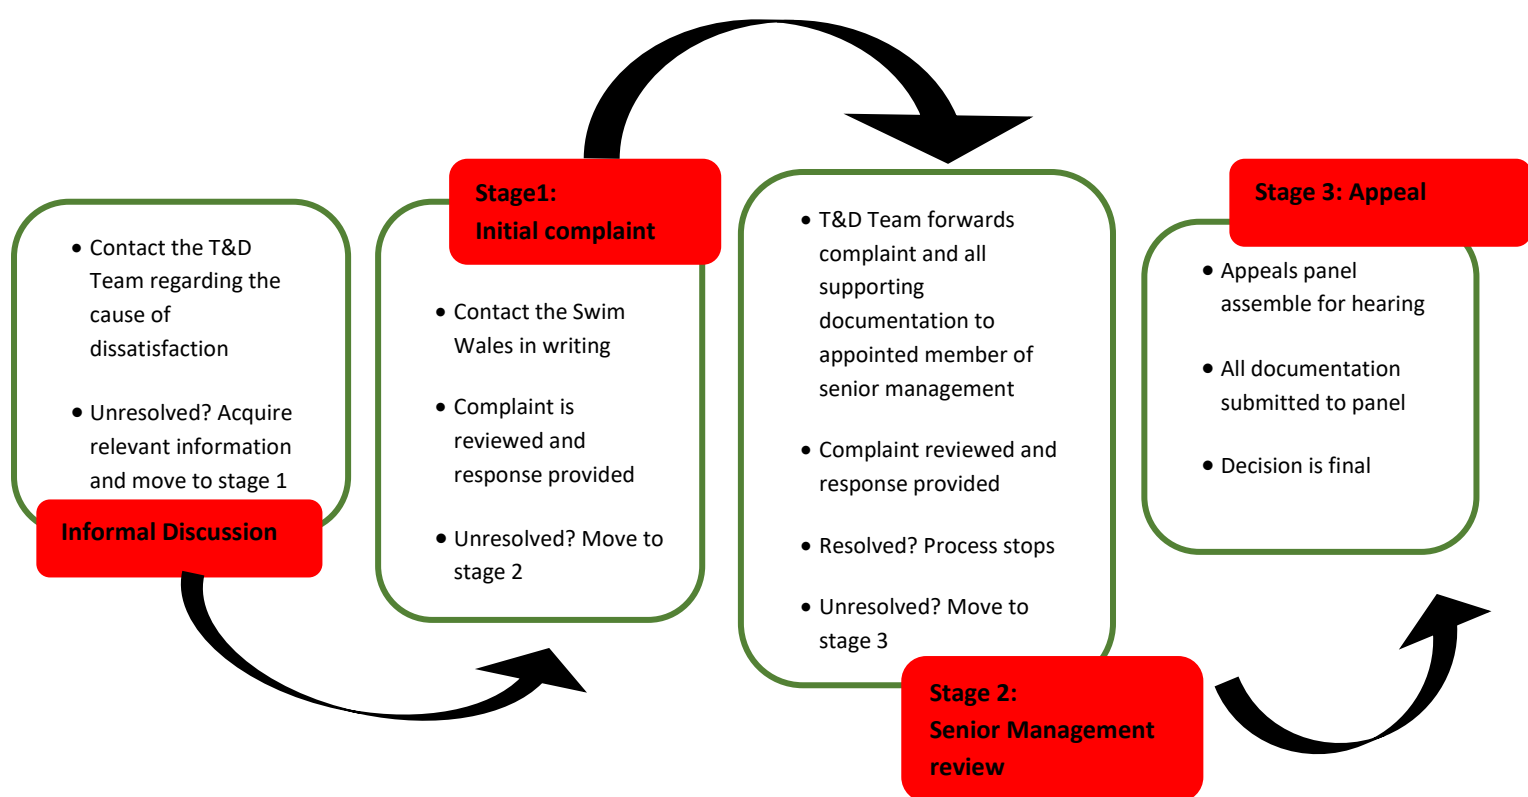 • Contact the T&D
Team regarding the
cause of
dissatisfaction
• Unresolved? Acquire
relevant information
and move to stage 1
Informal Discussion
Stage1:
Initial complaint
• Contact the Swim
Wales in writing
• Complaint is
reviewed and
response provided
• Unresolved? Move to
stage 2
• T&D Team forwards
complaint and all
supporting
documentation to
appointed member of
senior management
• Complaint reviewed and
response provided
• Resolved? Process stops
• Unresolved? Move to
stage 3
Stage 2:
Senior Management
review
Stage 3: Appeal
• Appeals panel
assemble for hearing
• All documentation
submitted to panel
• Decision is final